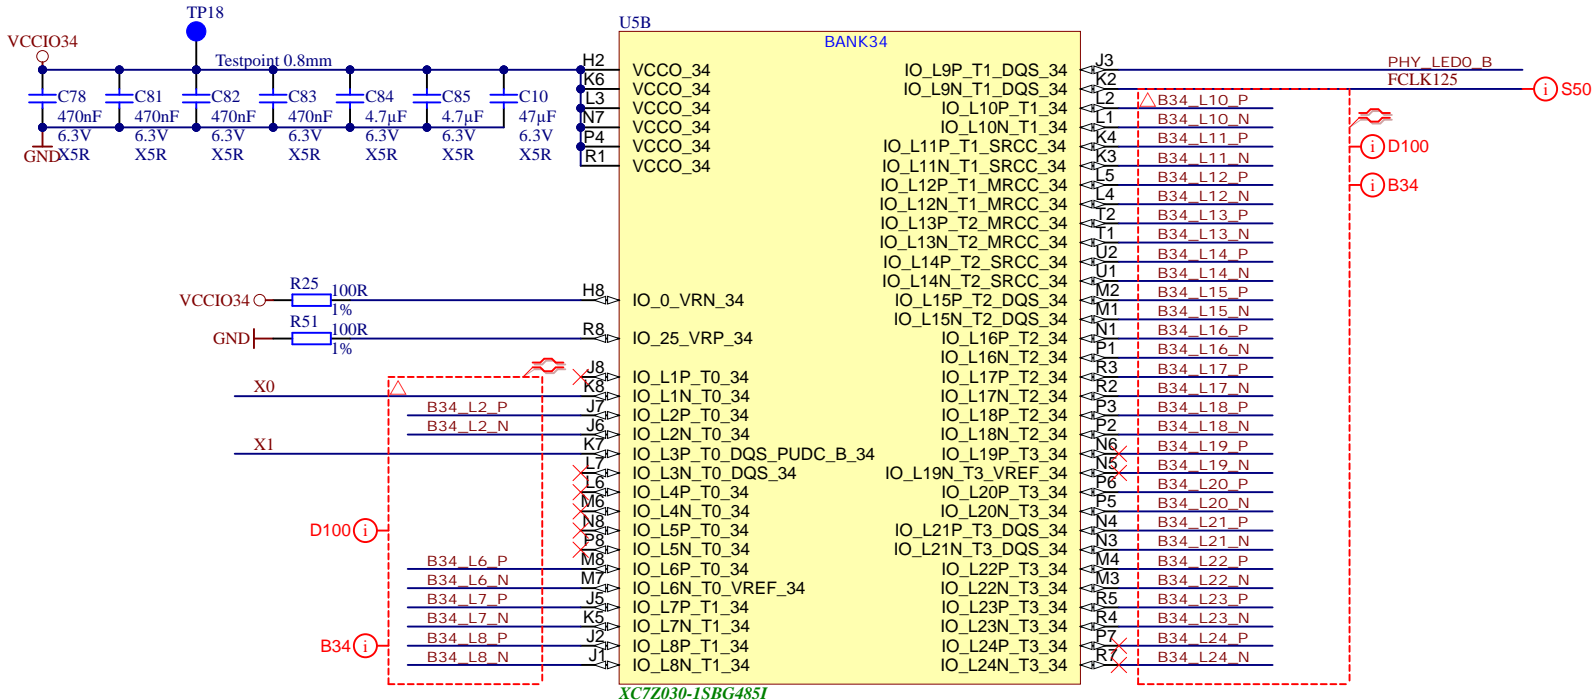 TP18
VCCIO34
Testpoint 0.8mm
C78
470nF
6.3V
X5R
C81
470nF
6.3V
X5R
C82
470nF
6.3V
X5R
C83
470nF
6.3V
X5R
C84
4.7µF
6.3V
X5R
C85
4.7µF
6.3V
X5R
C10
47µF
6.3V
X5R
GND
U5B
BANK34
H2 VCCO_34
K6 VCCO_34
L3 VCCO_34
N7 VCCO_34
P4 VCCO_34
R1 VCCO_34
VCCIO34 R25 100R 1% H8 IO_0_VRN_34
GND R51 100R 1% R8 IO_25_VRP_34
J8 IO_L1P_T0_34
X0 K8 IO_L1N_T0_34
B34_L2_P J7 IO_L2P_T0_34
B34_L2_N J6 IO_L2N_T0_34
X1 K7 IO_L3P_T0_DQS_PUDC_B_34
L7 IO_L3N_T0_DQS_34
L6 IO_L4P_T0_34
M6 IO_L4N_T0_34
D100 i N8 IO_L5P_T0_34
P8 IO_L5N_T0_34
B34_L6_P M8 IO_L6P_T0_34
B34_L6_N M7 IO_L6N_T0_VREF_34
B34_L7_P J5 IO_L7P_T1_34
B34_L7_N K5 IO_L7N_T1_34
B34 i B34_L8_P J2 IO_L8P_T1_34
B34_L8_N J1 IO_L8N_T1_34
IO_L9P_T1_DQS_34 J3 PHY_LED0_B
IO_L9N_T1_DQS_34 K2 FCLK125 i S50
IO_L10P_T1_34 L2 B34_L10_P
IO_L10N_T1_34 L1 B34_L10_N
IO_L11P_T1_SRCC_34 K4 B34_L11_P i D100
IO_L11N_T1_SRCC_34 K3 B34_L11_N
IO_L12P_T1_MRCC_34 L5 B34_L12_P i B34
IO_L12N_T1_MRCC_34 L4 B34_L12_N
IO_L13P_T2_MRCC_34 T2 B34_L13_P
IO_L13N_T2_MRCC_34 T1 B34_L13_N
IO_L14P_T2_SRCC_34 U2 B34_L14_P
IO_L14N_T2_SRCC_34 U1 B34_L14_N
IO_L15P_T2_DQS_34 M2 B34_L15_P
IO_L15N_T2_DQS_34 M1 B34_L15_N
IO_L16P_T2_34 N1 B34_L16_P
IO_L16N_T2_34 P1 B34_L16_N
IO_L17P_T2_34 R3 B34_L17_P
IO_L17N_T2_34 R2 B34_L17_N
IO_L18P_T2_34 P3 B34_L18_P
IO_L18N_T2_34 P2 B34_L18_N
IO_L19P_T3_34 N6 B34_L19_P
IO_L19N_T3_VREF_34 N5 B34_L19_N
IO_L20P_T3_34 P6 B34_L20_P
IO_L20N_T3_34 P5 B34_L20_N
IO_L21P_T3_DQS_34 N4 B34_L21_P
IO_L21N_T3_DQS_34 N3 B34_L21_N
IO_L22P_T3_34 M4 B34_L22_P
IO_L22N_T3_34 M3 B34_L22_N
IO_L23P_T3_34 R5 B34_L23_P
IO_L23N_T3_34 R4 B34_L23_N
IO_L24P_T3_34 P7 B34_L24_P
IO_L24N_T3_34 R7 B34_L24_N
XC7Z030-1SBG485I